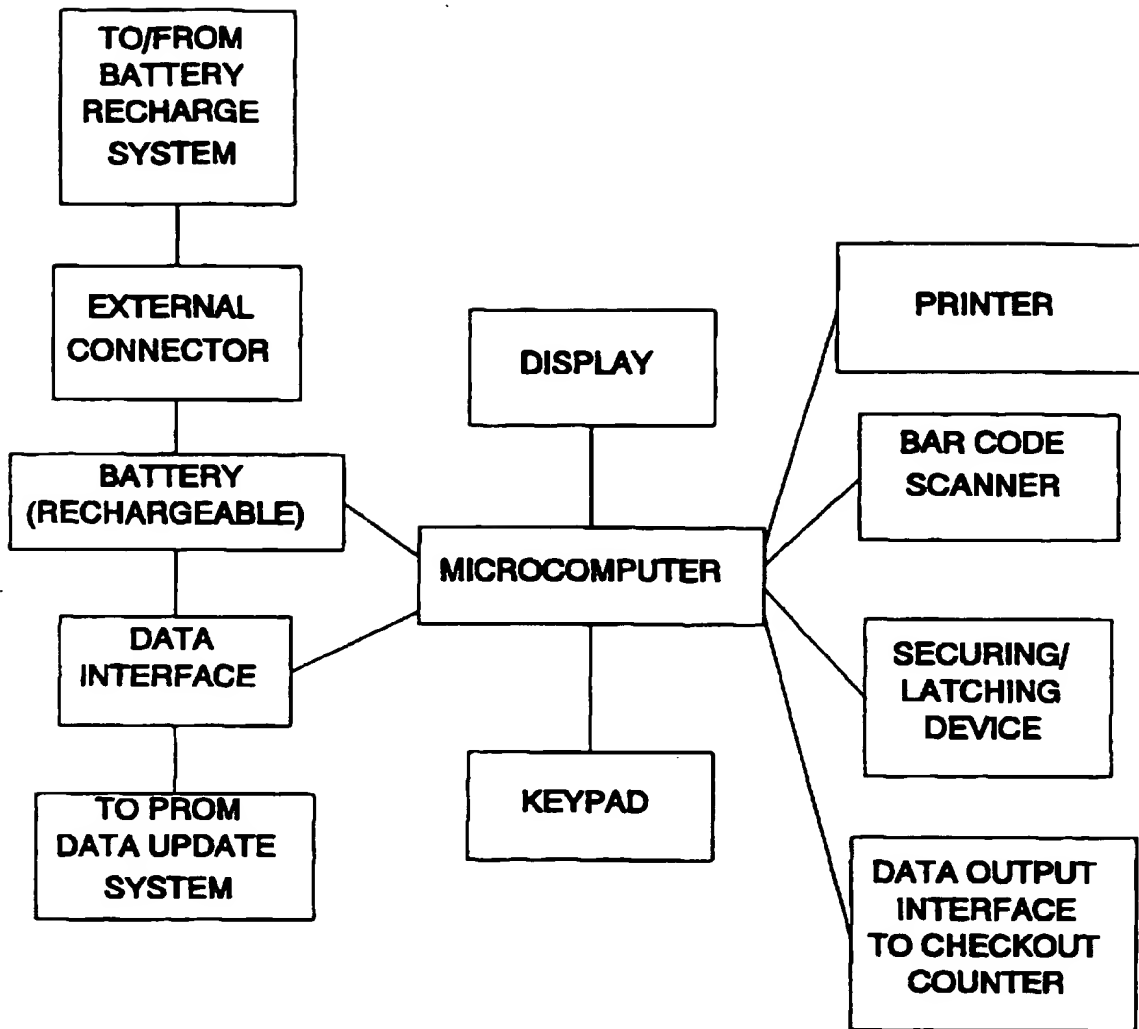 TO/FROM
BATTERY
RECHARGE
SYSTEM
EXTERNAL
CONNECTOR
BATTERY
(RECHARGEABLE)
DATA
INTERFACE
TO PROM
DATA UPDATE
SYSTEM
DISPLAY
MICROCOMPUTER
KEYPAD
PRINTER
BAR CODE
SCANNER
SECURING/
LATCHING
DEVICE
DATA OUTPUT
INTERFACE
TO CHECKOUT
COUNTER